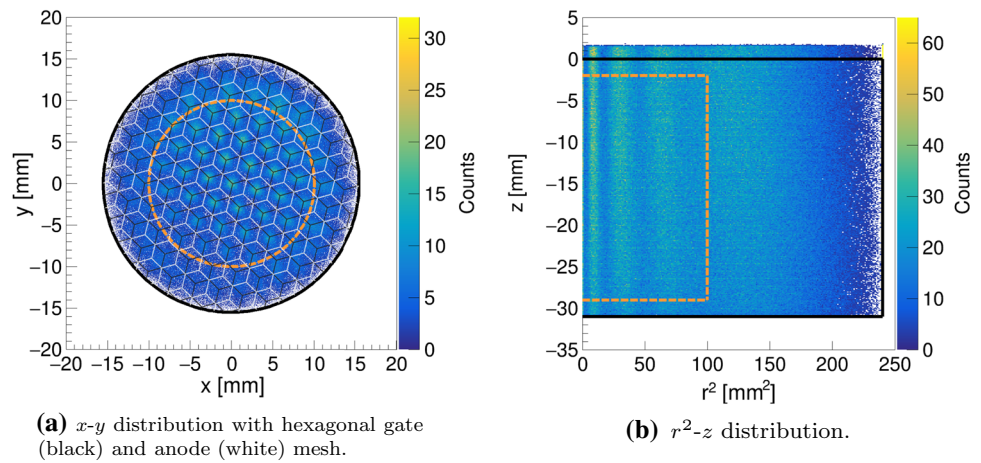 20
15
10
5
0
−5
−10
−15
−20
y [mm]
−20 −15 −10 −5 0 5 10 15 20
x [mm]
30
25
20
15
10
5
0
Counts
(a) x-y distribution with hexagonal gate
(black) and anode (white) mesh.
5
0
−5
−10
−15
−20
−25
−30
−35
z [mm]
0 50 100 150 200 250
r² [mm²]
60
50
40
30
20
10
0
Counts
(b) r²-z distribution.